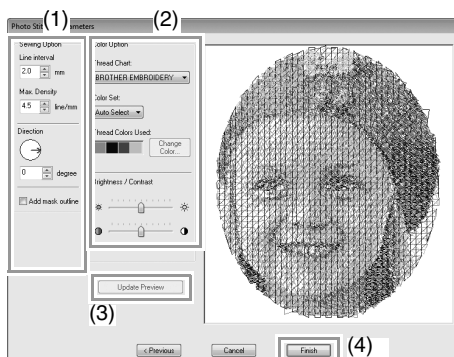 (1)
(2)
Photo Stit ameters
Sewing Option
Line interval
2.0 mm
Max. Density
4.5 line/mm
Direction
0 degree
Add mask outline
Color Option
Thread Chart:
BROTHER EMBROIDERY
Color Set:
Auto Select
Thread Colors Used:
Change
Color...
Brightness / Contrast
Update Preview
(3)
< Previous
Cancel
Finish
(4)